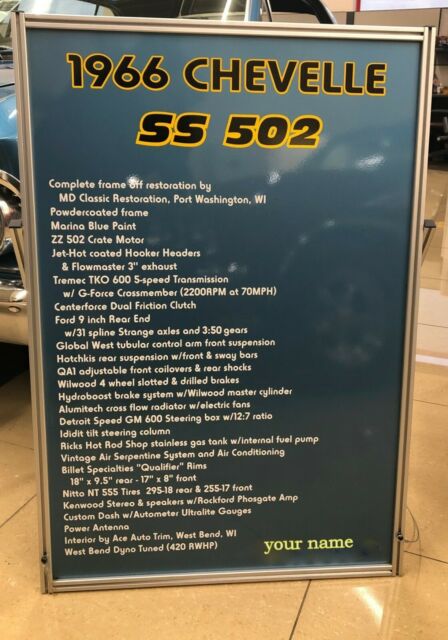 1966 CHEVELLE
SS 502
Complete frame off restoration by
MD Classic Restoration, Port Washington, WI
Powdercoated frame
Marina Blue Paint
ZZ 502 Crate Motor
Jet-Hot coated Hooker Headers
& Flowmaster 3" exhaust
Tremec TKO 600 5-speed Transmission
w/ G-Force Crossmember (2200RPM at 70MPH)
Centerforce Dual Friction Clutch
Ford 9 inch Rear End
w/31 spline Strange axles and 3:50 gears
Global West tubular control arm front suspension
Hotchkis rear suspension w/front & sway bars
QA1 adjustable front coilovers & rear shocks
Wilwood 4 wheel slotted & drilled brakes
Hydroboost brake system w/Wilwood master cylinder
Alumitech cross flow radiator w/electric fans
Detroit Speed GM 600 Steering box w/12:7 ratio
Ididit tilt steering column
Ricks Hot Rod Shop stainless gas tank w/internal fuel pump
Vintage Air Serpentine System and Air Conditioning
Billet Specialties "Qualifier" Rims
18" x 9.5" rear - 17" x 8" front
Nitto NT 555 Tires 295-18 rear & 255-17 front
Kenwood Stereo & speakers w/Rockford Phosgate Amp
Custom Dash w/Autometer Ultralite Gauges
Power Antenna
Interior by Ace Auto Trim, West Bend, WI
West Bend Dyno Tuned (420 RWHP)
your name